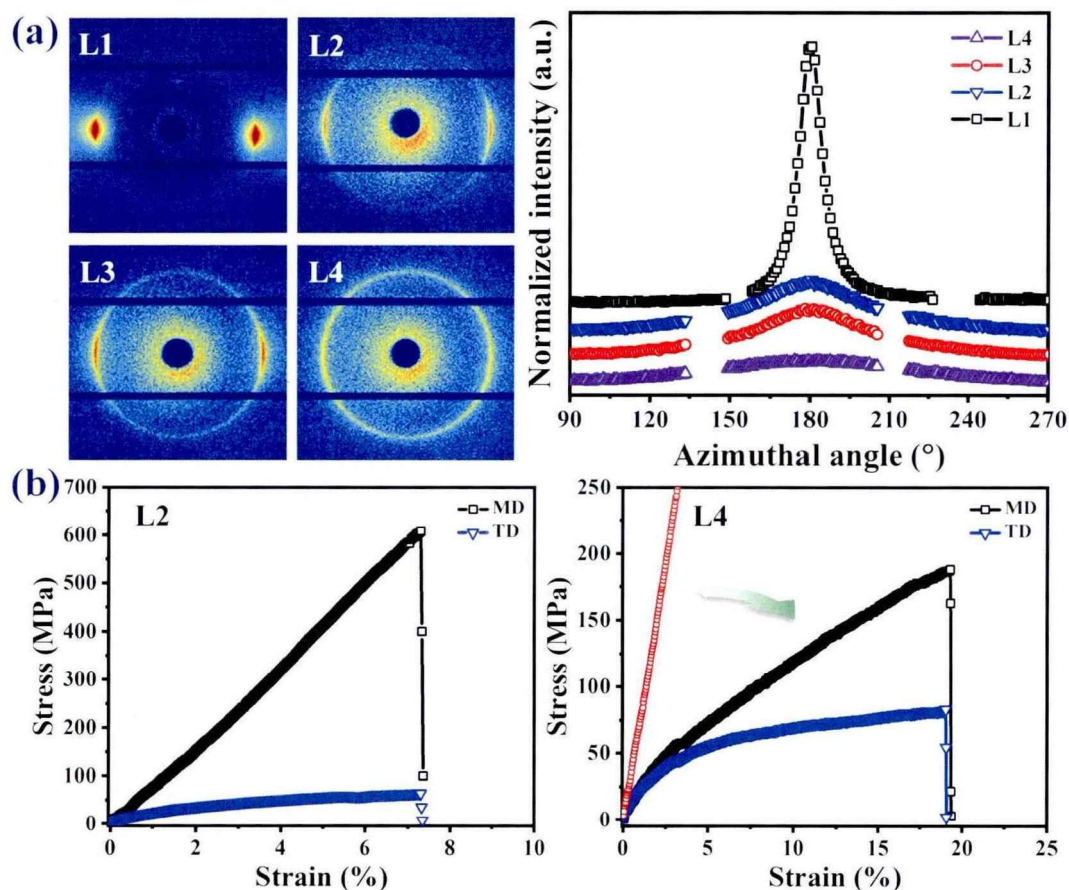 (a)
L1
L2
L3
L4
Normalized intensity (a.u.)
L4
L3
L2
L1
90 120 150 180 210 240 270
Azimuthal angle (°)
(b)
L2
MD
TD
700
600
500
400
300
200
100
0
Stress (MPa)
0 2 4 6 8 10
Strain (%)
L4
MD
TD
250
200
150
100
50
0
Stress (MPa)
0 5 10 15 20 25
Strain (%)